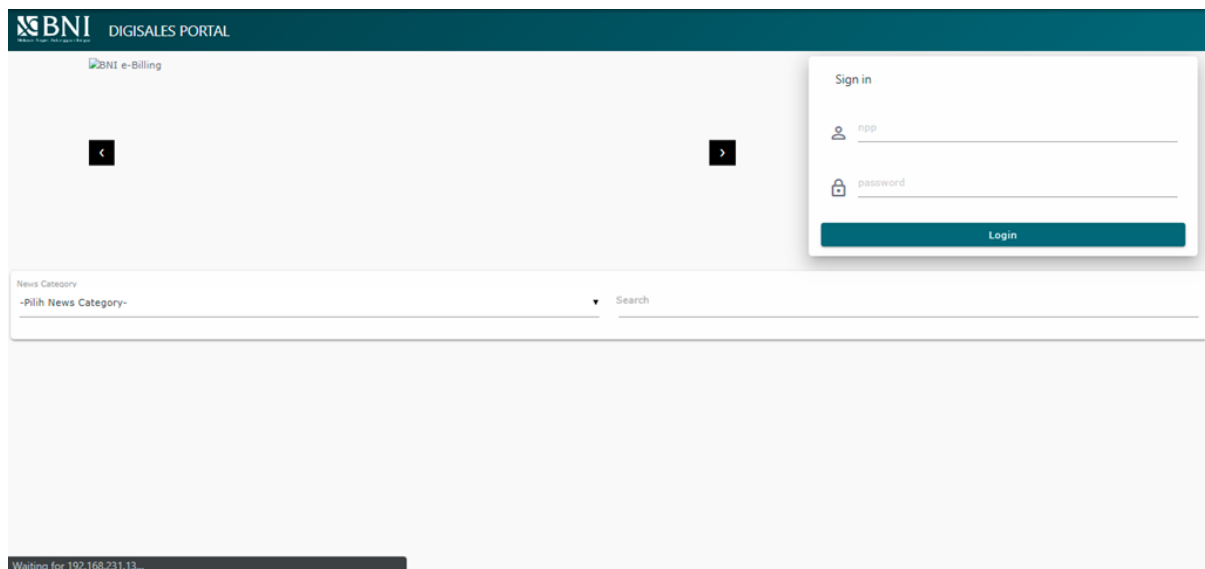 BNI DIGISALES PORTAL
BNI e-Billing
Sign in
npp
password
Login
News Category
-Pilih News Category-
Search
Waiting for 192.168.231.13...